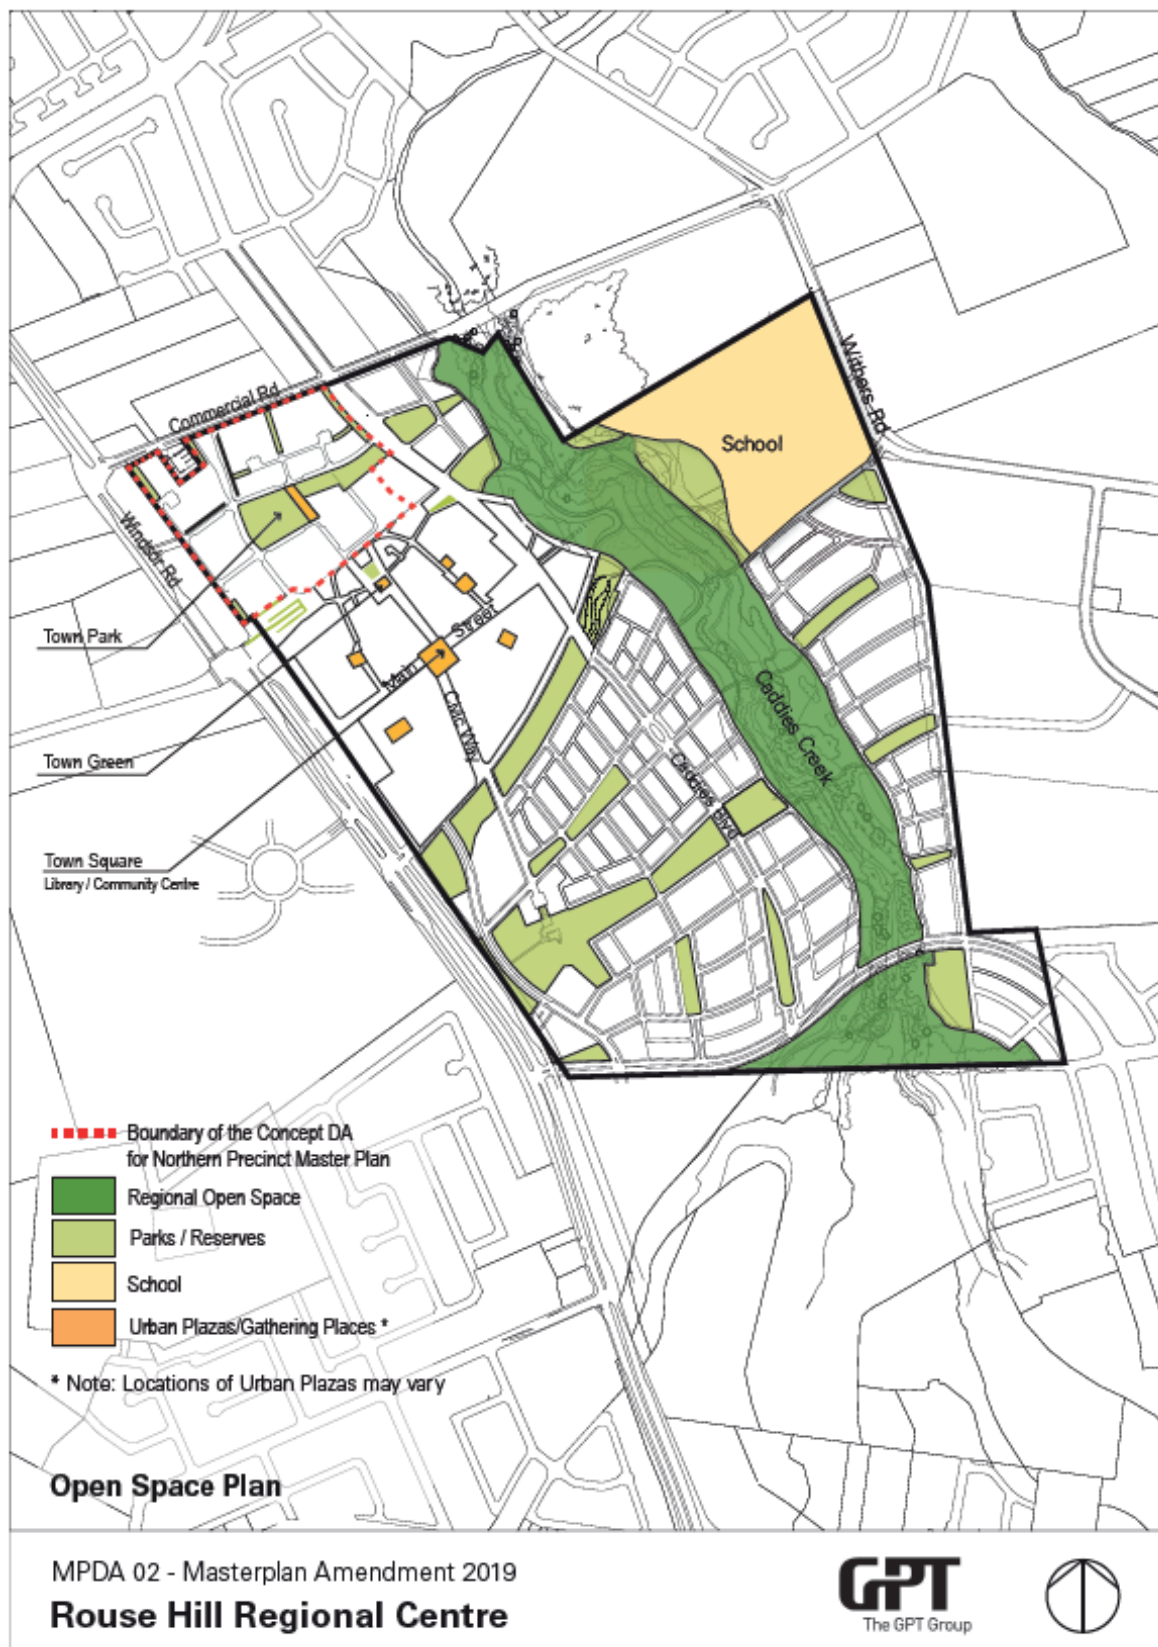 Commercial Rd
Withers Rd
School
Windsor Rd
Town Park
Main Street
Civic Way
Caddies Creek
Caddies Blvd
Town Green
Town Square
Library / Community Centre
Boundary of the Concept DA
for Northern Precinct Master Plan
Regional Open Space
Parks / Reserves
School
Urban Plazas/Gathering Places *
* Note: Locations of Urban Plazas may vary
Open Space Plan
MPDA 02 - Masterplan Amendment 2019
Rouse Hill Regional Centre
GPT
The GPT Group